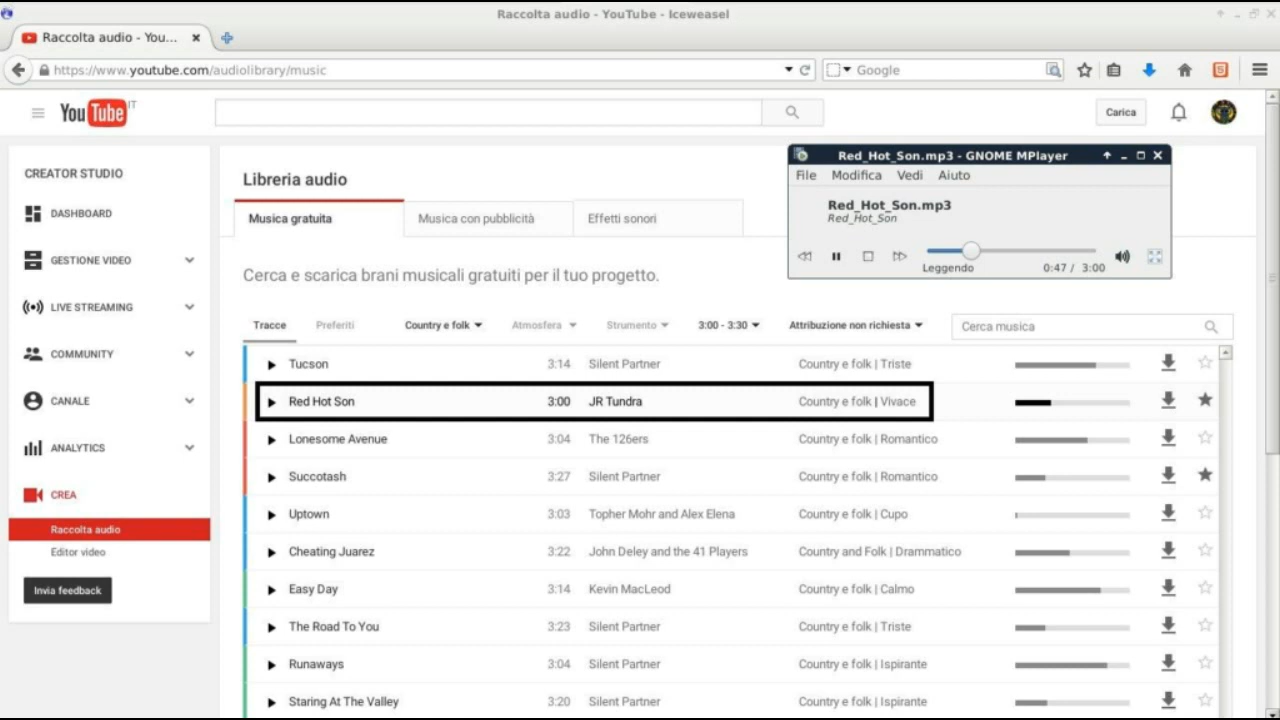 Raccolta audio - YouTube - Iceweasel
Raccolta audio - You...
https://www.youtube.com/audiolibrary/music
Google
5
YouTube IT
Carica
CREATOR STUDIO
DASHBOARD
GESTIONE VIDEO
LIVE STREAMING
COMMUNITY
CANALE
ANALYTICS
CREA
Raccolta audio
Editor video
Invia feedback
Libreria audio
Musica gratuita Musica con pubblicità Effetti sonori
Cerca e scarica brani musicali gratuiti per il tuo progetto.
Red_Hot_Son.mp3 - GNOME MPlayer
File Modifica Vedi Aiuto
Red_Hot_Son.mp3
Red_Hot_Son
Leggendo 0:47 / 3:00
Tracce Preferiti Country e folk Atmosfera Strumento 3:00 - 3:30 Attribuzione non richiesta Cerca musica
Tucson 3:14 Silent Partner Country e folk | Triste
Red Hot Son 3:00 JR Tundra Country e folk | Vivace
Lonesome Avenue 3:04 The 126ers Country e folk | Romantico
Succotash 3:27 Silent Partner Country e folk | Romantico
Uptown 3:03 Topher Mohr and Alex Elena Country e folk | Cupo
Cheating Juarez 3:22 John Deley and the 41 Players Country and Folk | Drammatico
Easy Day 3:14 Kevin MacLeod Country e folk | Calmo
The Road To You 3:23 Silent Partner Country e folk | Triste
Runaways 3:04 Silent Partner Country e folk | Ispirante
Staring At The Valley 3:20 Silent Partner Country e folk | Ispirante